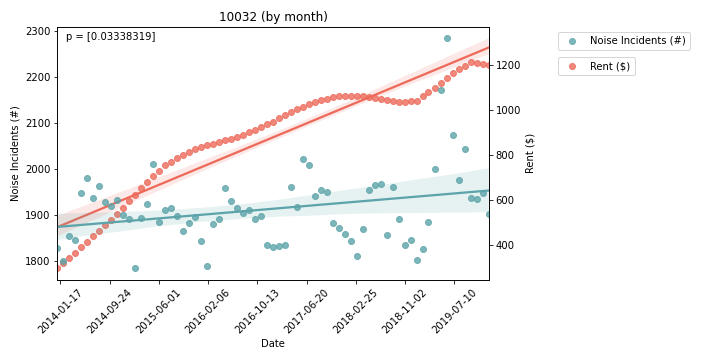 10032 (by month)
p = [0.03338319]
Noise Incidents (#)
Rent ($)
2300
2200
2100
2000
1900
1800
Noise Incidents (#)
1200
1000
800
600
400
Rent ($)
2014-01-17
2014-09-24
2015-06-01
2016-02-06
2016-10-13
2017-06-20
2018-02-25
2018-11-02
2019-07-10
Date